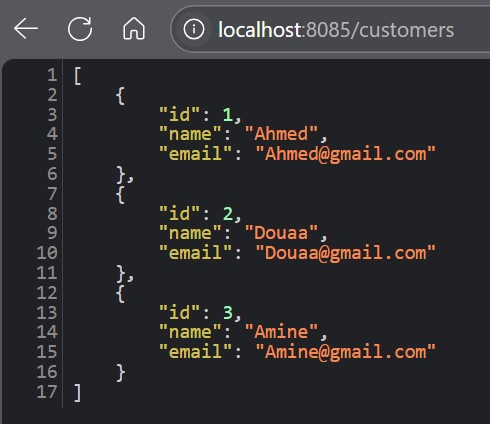 localhost:8085/customers
1 [
2     {
3         "id": 1,
4         "name": "Ahmed",
5         "email": "Ahmed@gmail.com"
6     },
7     {
8         "id": 2,
9         "name": "Douaa",
10         "email": "Douaa@gmail.com"
11     },
12     {
13         "id": 3,
14         "name": "Amine",
15         "email": "Amine@gmail.com"
16     }
17 ]